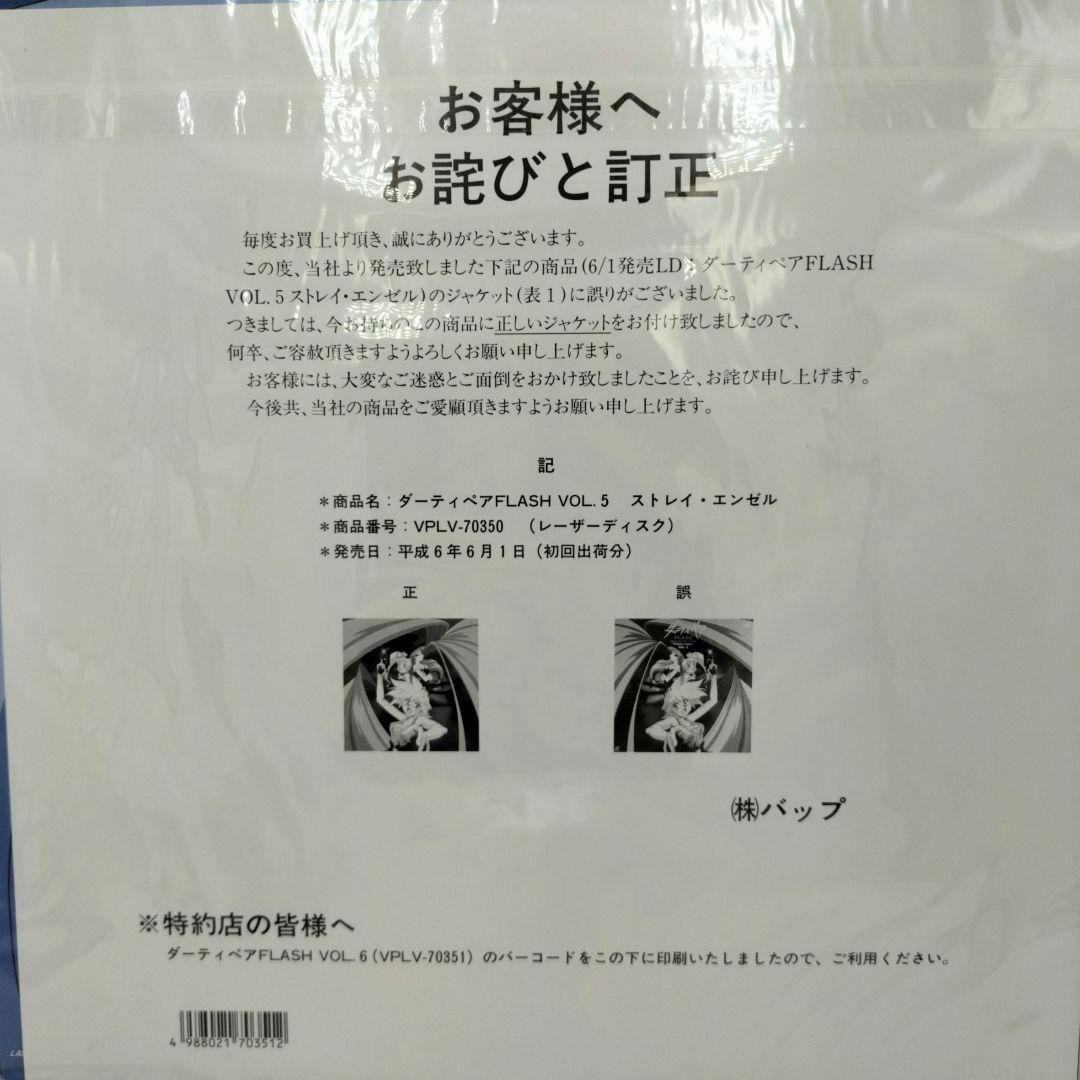 お客様へ
お詫びと訂正
毎度お買上げ頂き、誠にありがとうございます。
この度、当社より発売致しました下記の商品(6/1発売LD:ダーティペアFLASH
VOL.5ストレイ・エンゼル)のジャケット(表1)に誤りがございました。
つきましては、今お持ちのこの商品に正しいジャケットをお付け致しましたので、
何卒、ご容赦頂きますようよろしくお願い申し上げます。
お客様には、大変なご迷惑とご面倒をおかけ致しましたことを、お詫び申し上げます。
今後共、当社の商品をご愛顧頂きますようお願い申し上げます。
記
＊商品名：ダーティペアFLASH VOL.5 ストレイ・エンゼル
＊商品番号：VPLV-70350 （レーザーディスク）
＊発売日：平成6年6月1日（初回出荷分）
正 誤
㈱バップ
※特約店の皆様へ
ダーティペアFLASH VOL.6（VPLV-70351）のバーコードをこの下に印刷いたしましたので、ご利用ください。
4 988021 703512